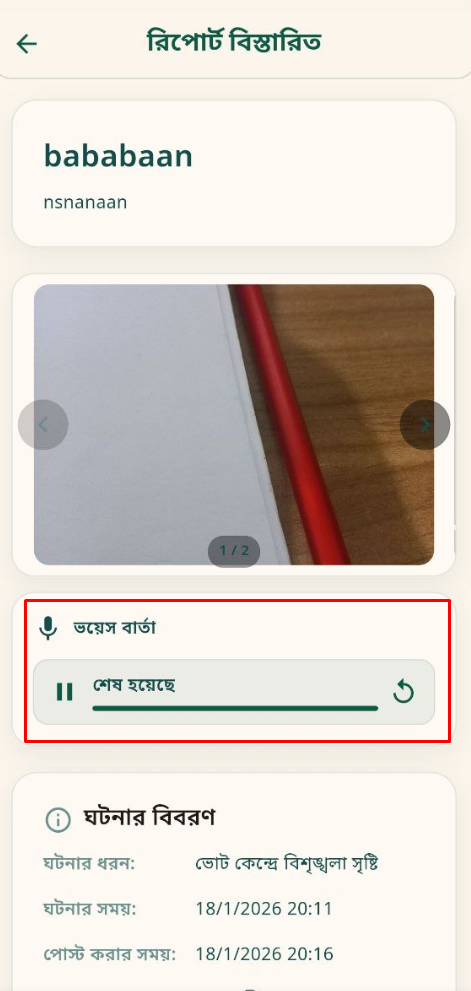 রিপোর্ট বিস্তারিত
bababaan
nsnanaan
1 / 2
ভয়েস বার্তা
শেষ হয়েছে
ঘটনার বিবরণ
ঘটনার ধরন: ভোট কেন্দ্রে বিশৃঙ্খলা সৃষ্টি
ঘটনার সময়: 18/1/2026 20:11
পোস্ট করার সময়: 18/1/2026 20:16